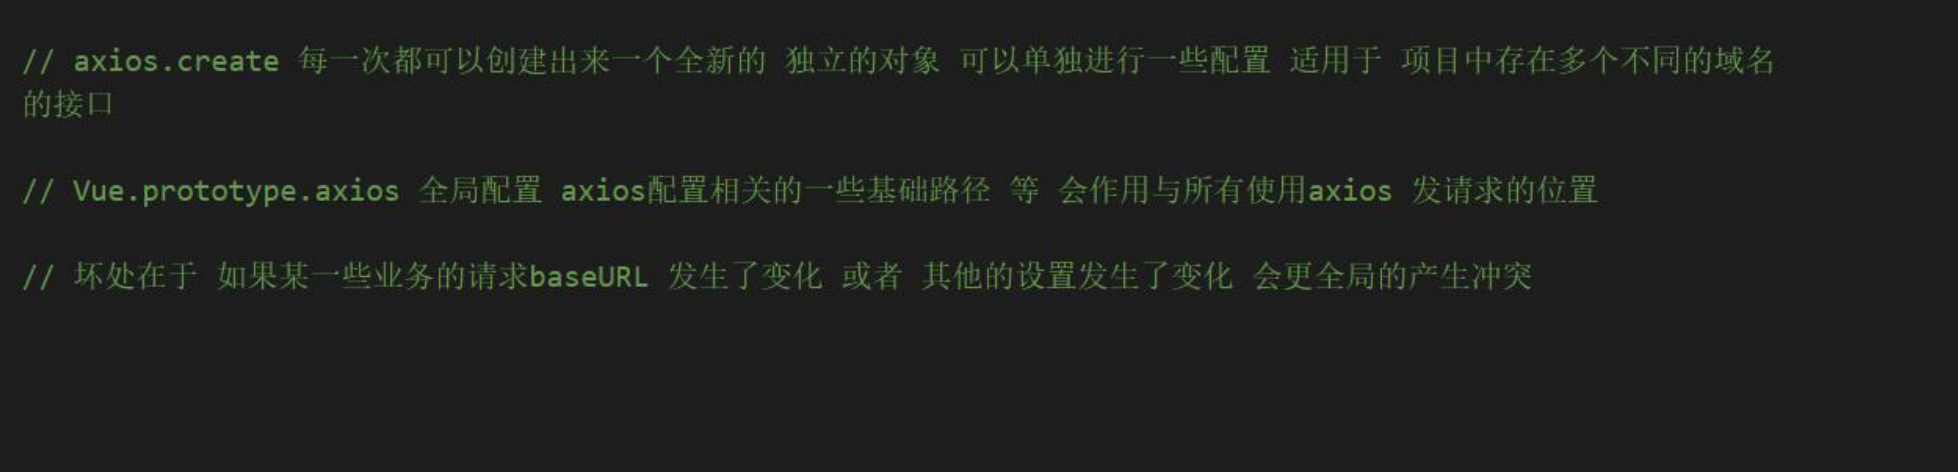 // axios.create 每一次都可以创建出来一个全新的 独立的对象 可以单独进行一些配置 适用于 项目中存在多个不同的域名
的接口
// Vue.prototype.axios 全局配置 axios配置相关的一些基础路径 等 会作用与所有使用axios 发请求的位置
// 坏处在于 如果某一些业务的请求baseURL 发生了变化 或者 其他的设置发生了变化 会更全局的产生冲突